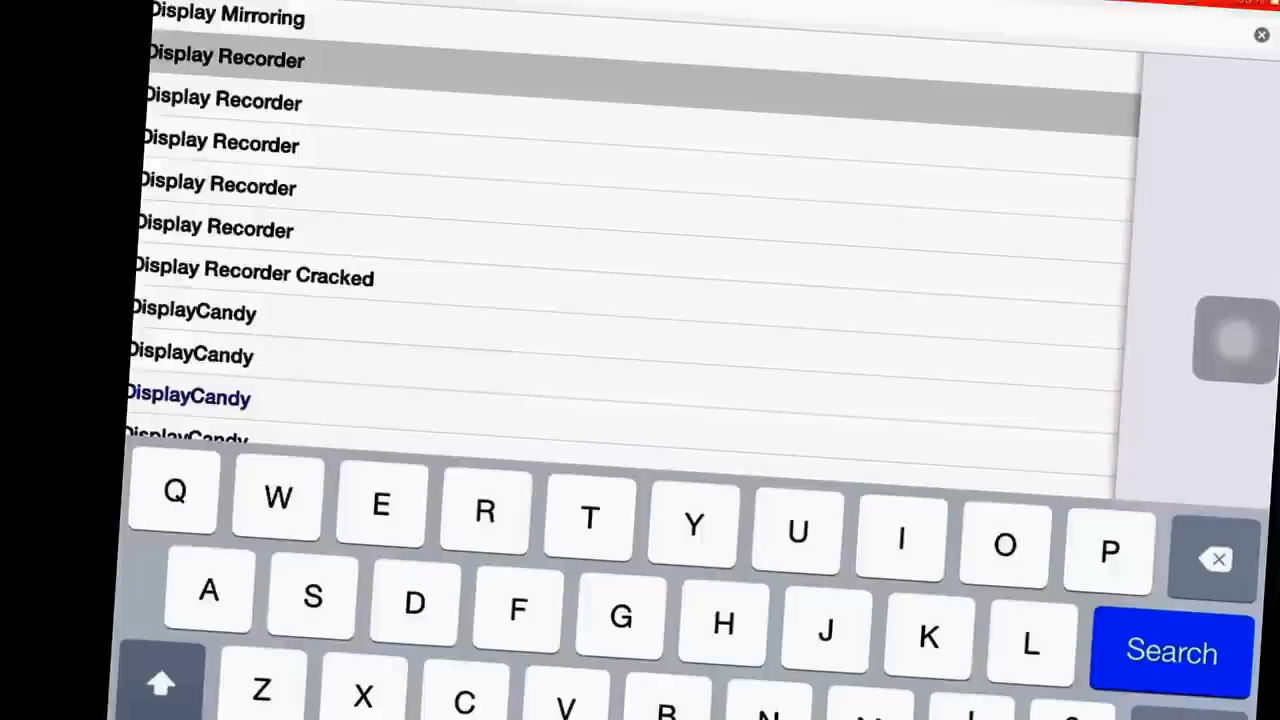 Display Mirroring
Display Recorder
Display Recorder
Display Recorder
Display Recorder
Display Recorder
Display Recorder Cracked
DisplayCandy
DisplayCandy
DisplayCandy
DisplayCandy
Q W E R T Y U I O P
A S D F G H J K L Search
Z X C V B N M ! ?